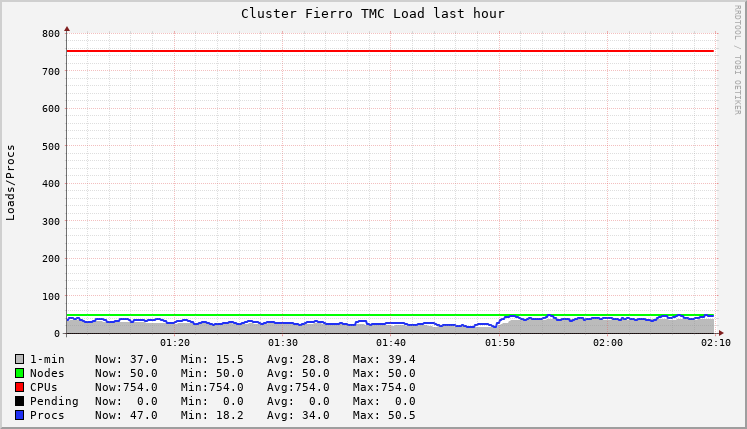 Cluster Fierro TMC Load last hour
RRDTOOL / TOBI OETIKER
Loads/Procs
800
700
600
500
400
300
200
100
0
01:20 01:30 01:40 01:50 02:00 02:10
1-min Now: 37.0 Min: 15.5 Avg: 28.8 Max: 39.4
Nodes Now: 50.0 Min: 50.0 Avg: 50.0 Max: 50.0
CPUs Now:754.0 Min:754.0 Avg:754.0 Max:754.0
Pending Now: 0.0 Min: 0.0 Avg: 0.0 Max: 0.0
Procs Now: 47.0 Min: 18.2 Avg: 34.0 Max: 50.5